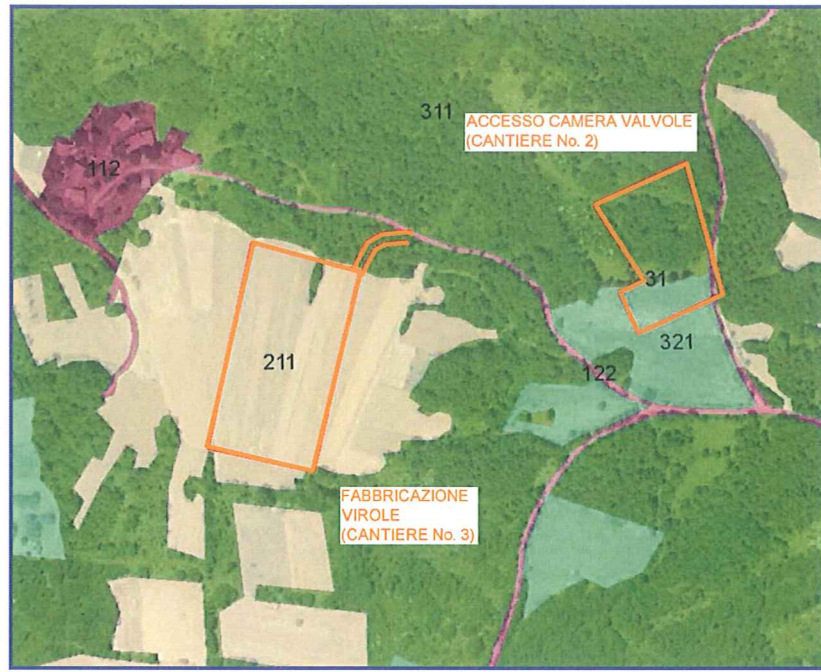 311
ACCESSO CAMERA VALVOLE
(CANTIERE No. 2)
112
31
321
211
122
FABBRICAZIONE
VIROLE
(CANTIERE No. 3)